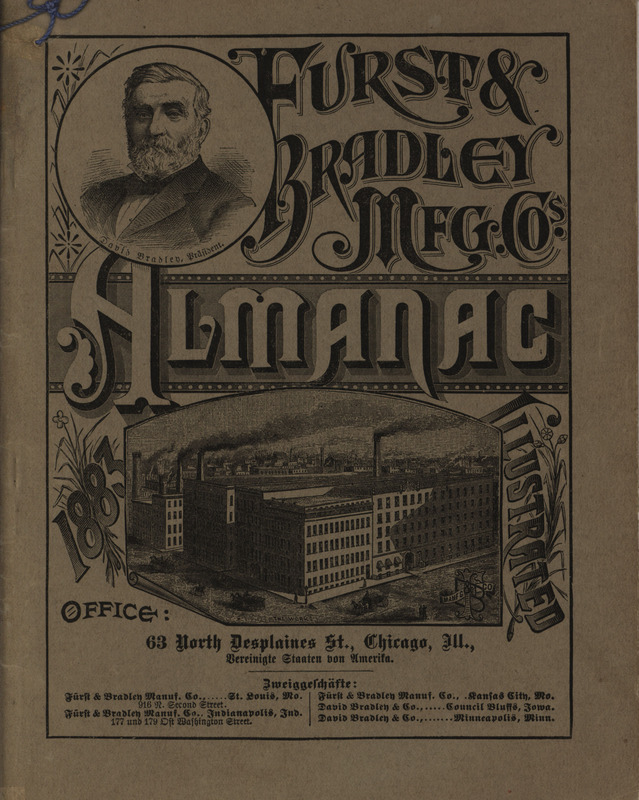 FURST &
BRADLEY
MFG. Co's.
David Bradley, Präsident.
ALMANAC
1883
ILLUSTRATED
OFFICE:
63 North Desplaines St., Chicago, Ill.,
Vereinigte Staaten von Amerika.
Zweiggeschäfte:
Fürst & Bradley Manuf. Co.,.....St. Louis, Mo.
916 N. Second Street.
Fürst & Bradley Manuf. Co., Indianapolis, Ind.
177 und 179 Ost Washington Street.
Fürst & Bradley Manuf. Co., .Kansas City, Mo.
David Bradley & Co.,.....Council Bluffs, Iowa.
David Bradley & Co.,.......Minneapolis, Minn.